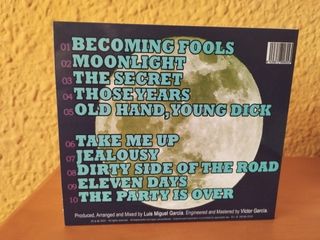 01 BECOMING FOOLS
02 MOONLIGHT
03 THE SECRET
04 THOSE YEARS
05 OLD HAND, YOUNG DICK
06 TAKE ME UP
07 JEALOUSY
08 DIRTY SIDE OF THE ROAD
09 ELEVEN DAYS
10 THE PARTY IS OVER
Produced, Arranged and Mixed by Luis Miguel García. Engineered and Mastered by Víctor García.